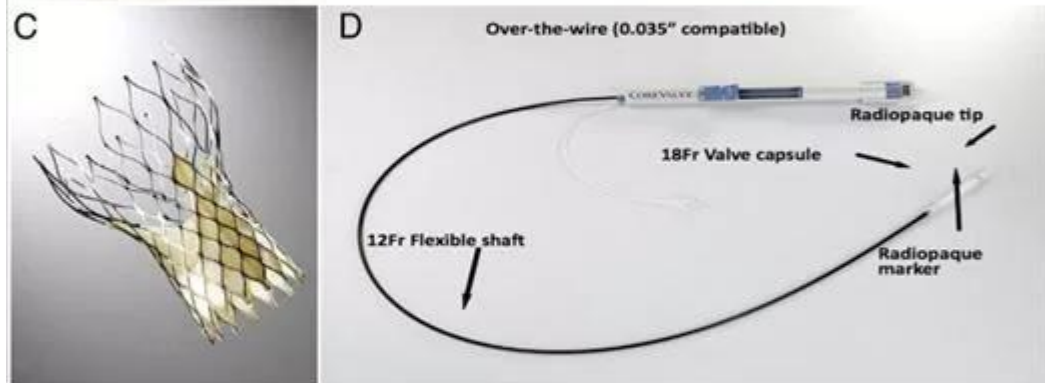 C
D
Over-the-wire (0.035” compatible)
COREVALVE
Radiopaque tip
18Fr Valve capsule
12Fr Flexible shaft
Radiopaque
marker